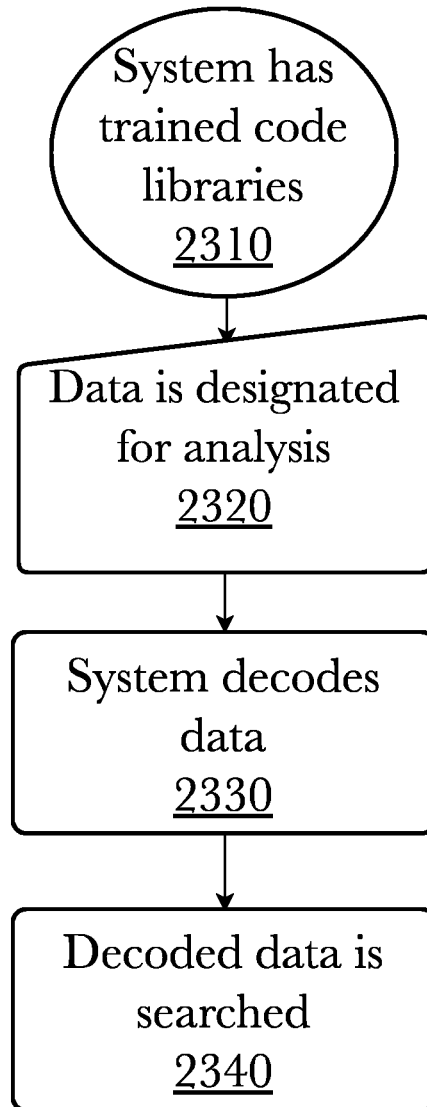 System has
trained code
libraries
2310
Data is designated
for analysis
2320
System decodes
data
2330
Decoded data is
searched
2340